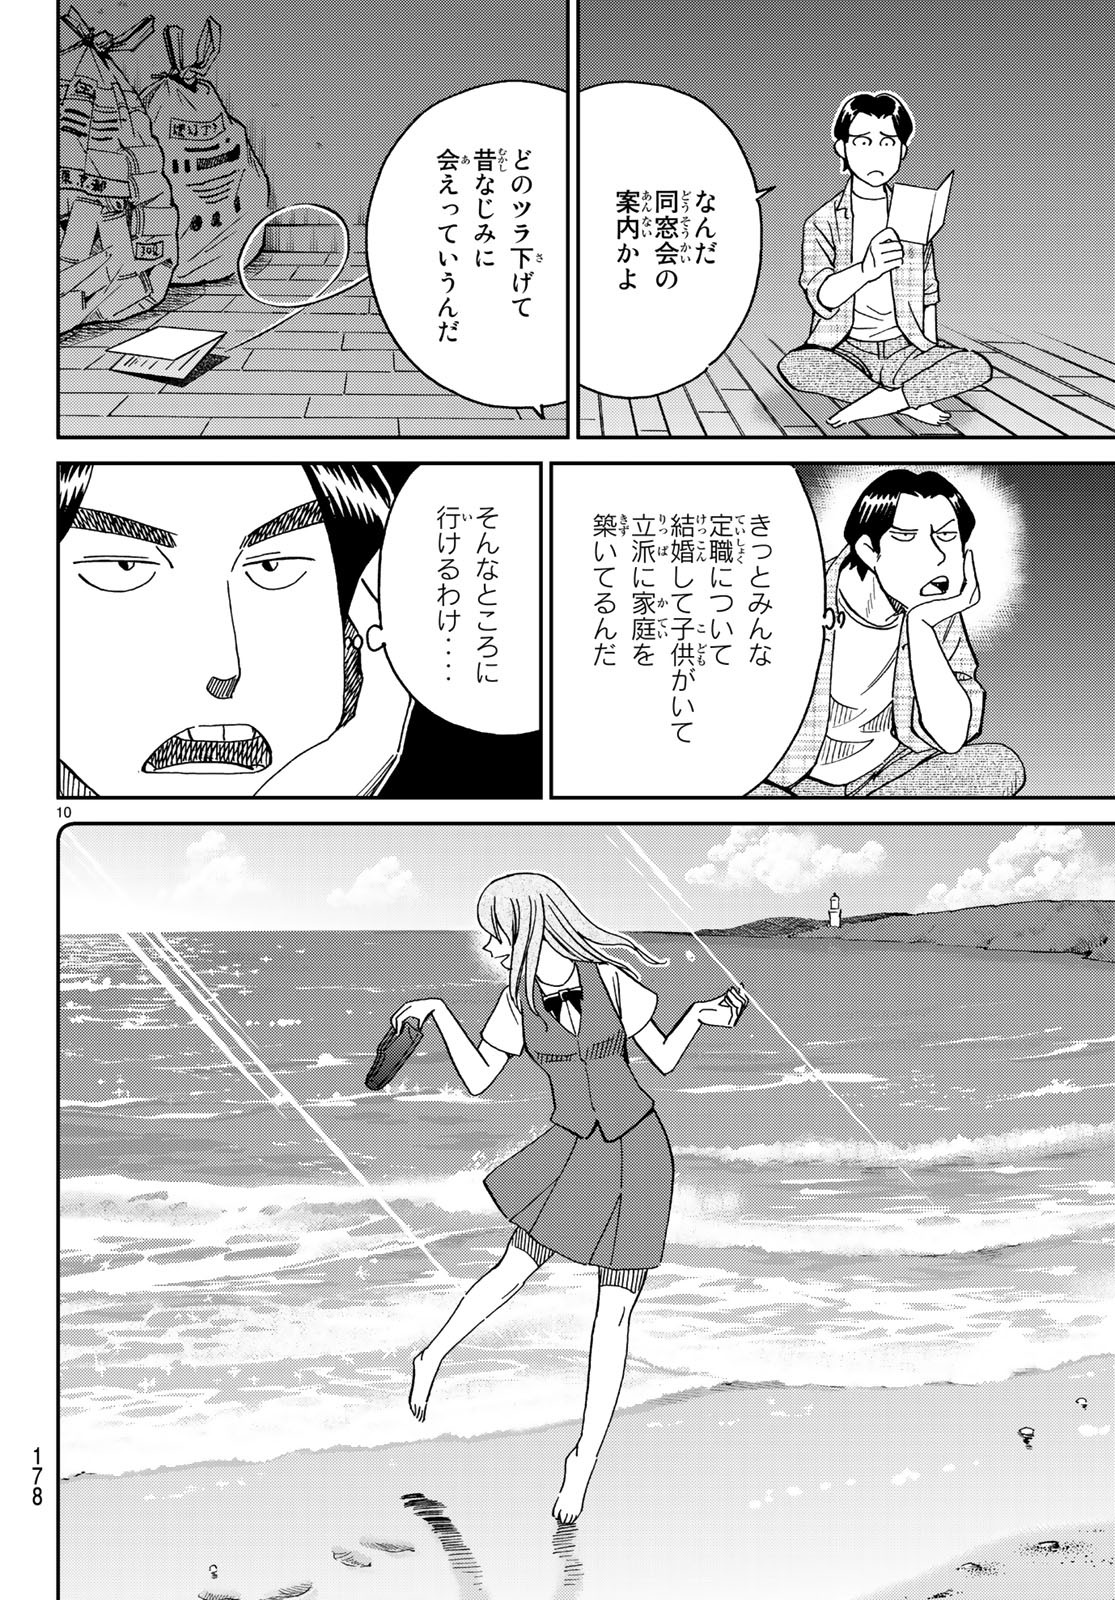 なんだ
同窓会の
案内かよ
どのツラ下げて
昔なじみに
会えっていうんだ
東京都
30ℓ
きっとみんな
定職について
結婚して子供がいて
立派に家庭を
築いてるんだ
そんなところに
行けるわけ････
10
178